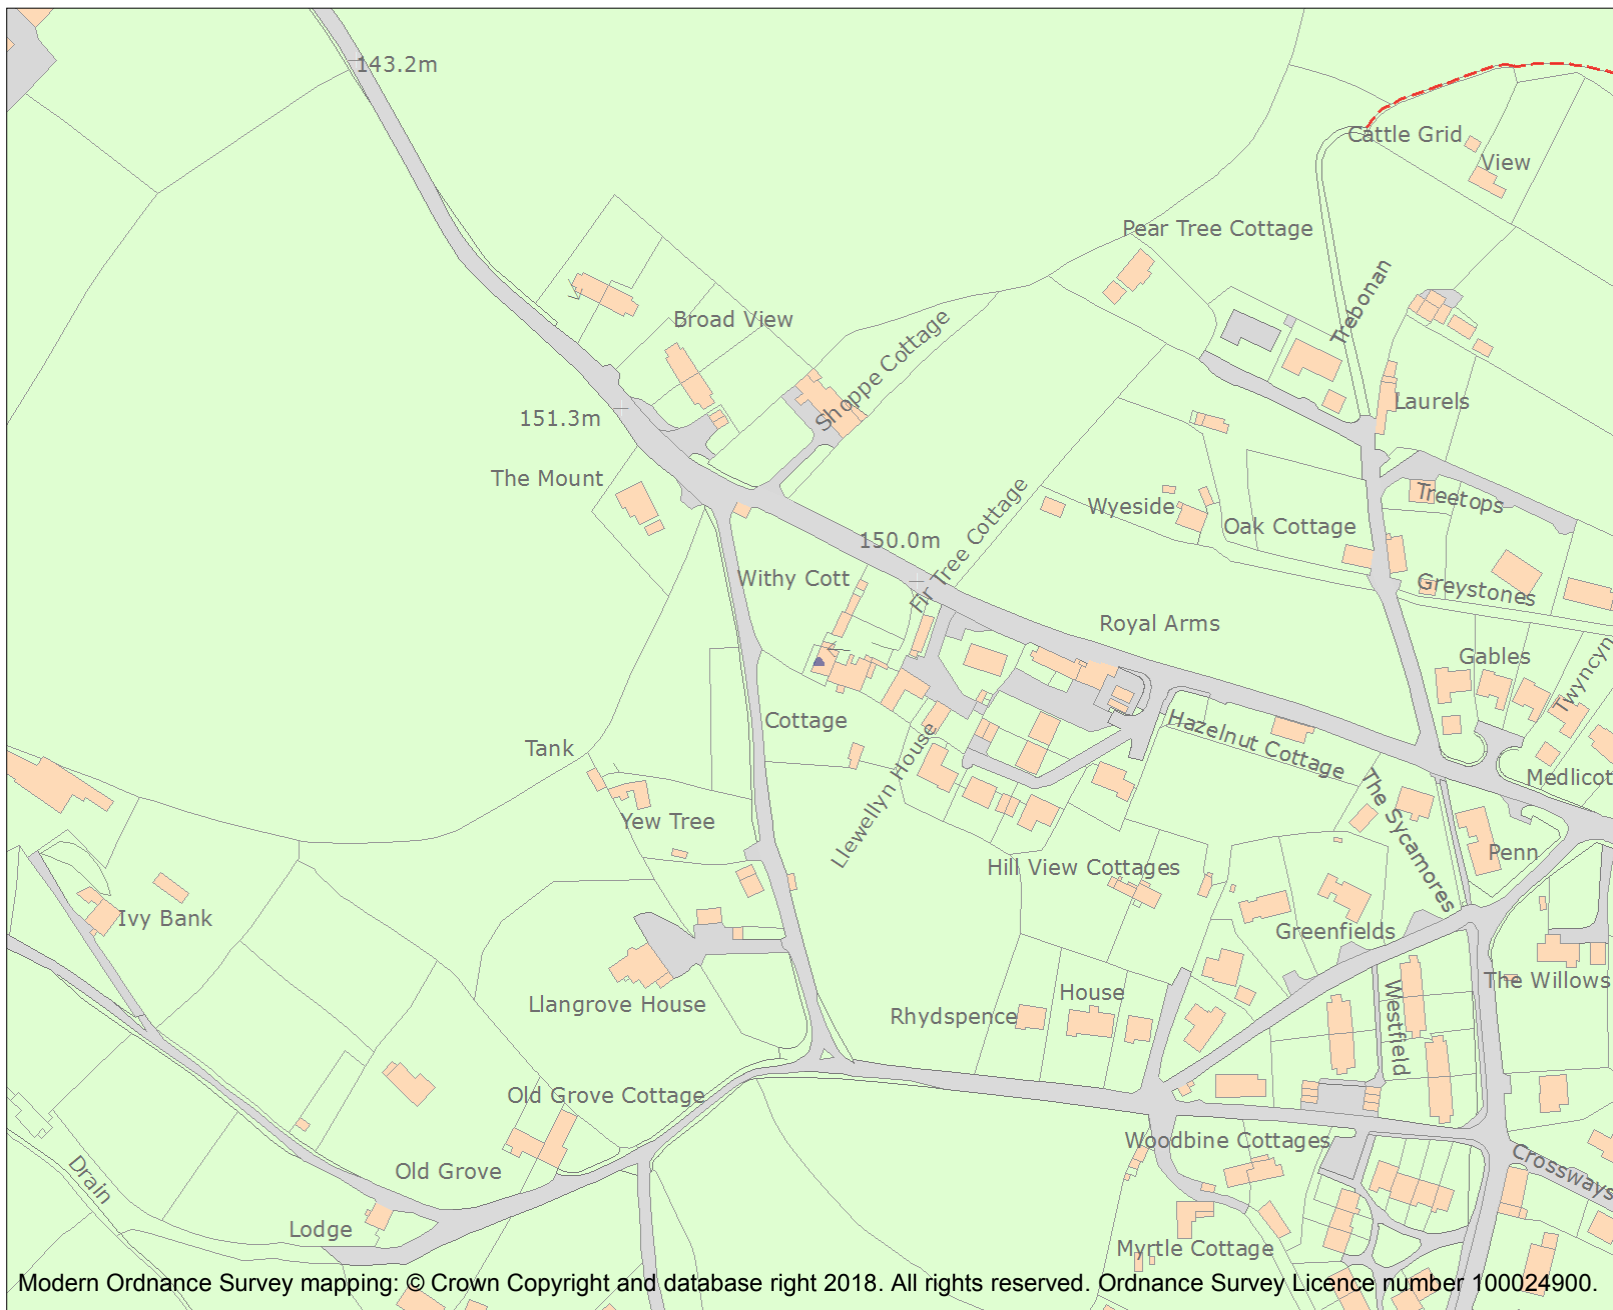 143.2m
Cattle Grid
View
Pear Tree Cottage
Trebonan
Broad View
Shoppe Cottage
151.3m
Laurels
The Mount
Treetops
Wyeside
Oak Cottage
150.0m
Fir Tree Cottage
Withy Cott
Greystones
Royal Arms
Gables
Twyncyn
Cottage
Hazelnut Cottage
Tank
Llewellyn House
Medlicot
The Sycamores
Yew Tree
Penn
Hill View Cottages
Ivy Bank
Greenfields
The Willows
Llangrove House
House
Rhydspence
Westfield
Old Grove Cottage
Woodbine Cottages
Crossways
Old Grove
Drain
Lodge
Myrtle Cottage
Modern Ordnance Survey mapping: © Crown Copyright and database right 2018. All rights reserved. Ordnance Survey Licence number 100024900.